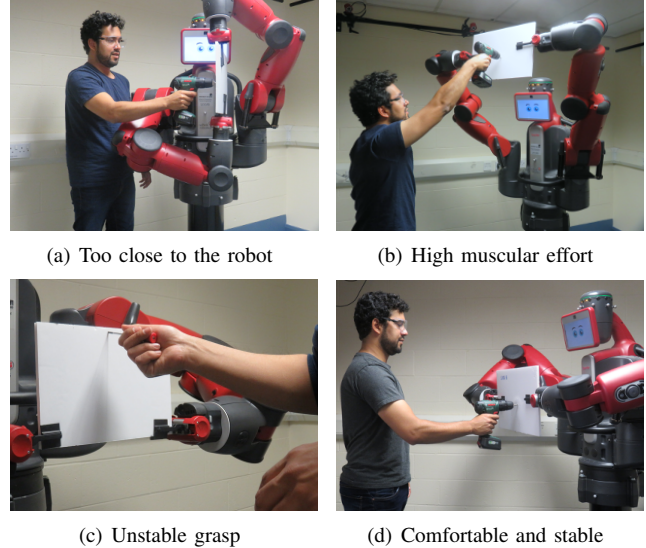 (a) Too close to the robot
(b) High muscular effort
(c) Unstable grasp
(d) Comfortable and stable